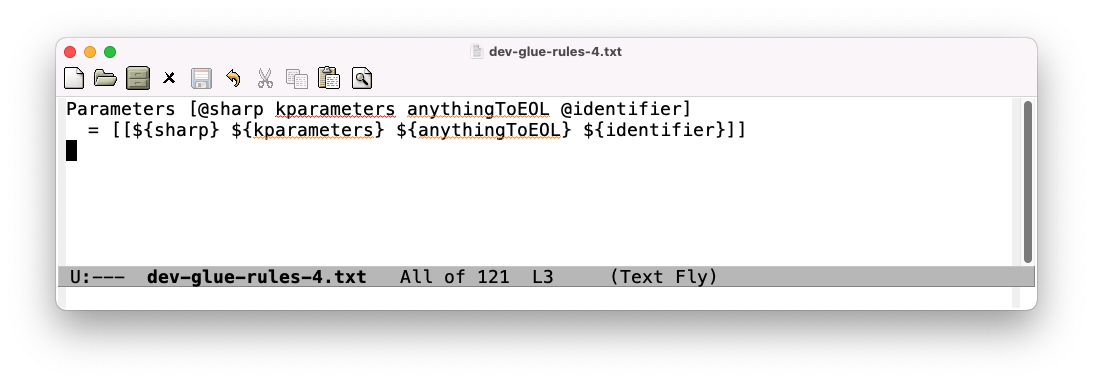 dev-glue-rules-4.txt
Parameters [@sharp kparameters anythingToEOL @identifier]
  = [[${sharp} ${kparameters} ${anythingToEOL} ${identifier}]]
U:---  dev-glue-rules-4.txt   All of 121  L3     (Text Fly)